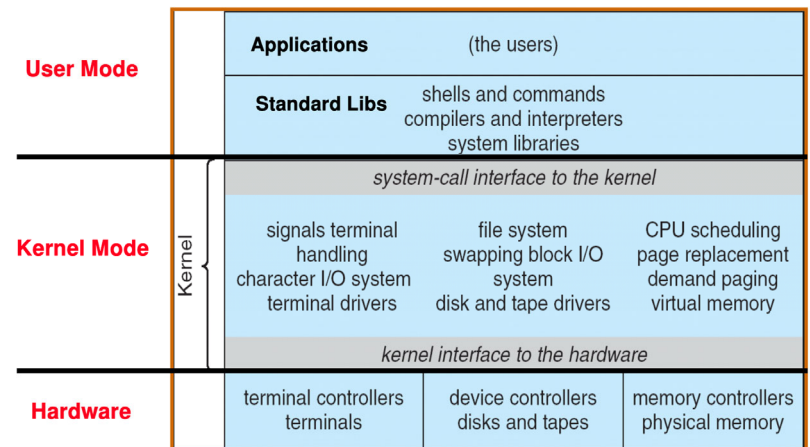 User Mode
Applications (the users)
Standard Libs
shells and commands
compilers and interpreters
system libraries
Kernel Mode
Kernel
system-call interface to the kernel
signals terminal
handling
character I/O system
terminal drivers
file system
swapping block I/O
system
disk and tape drivers
CPU scheduling
page replacement
demand paging
virtual memory
kernel interface to the hardware
Hardware
terminal controllers
terminals
device controllers
disks and tapes
memory controllers
physical memory